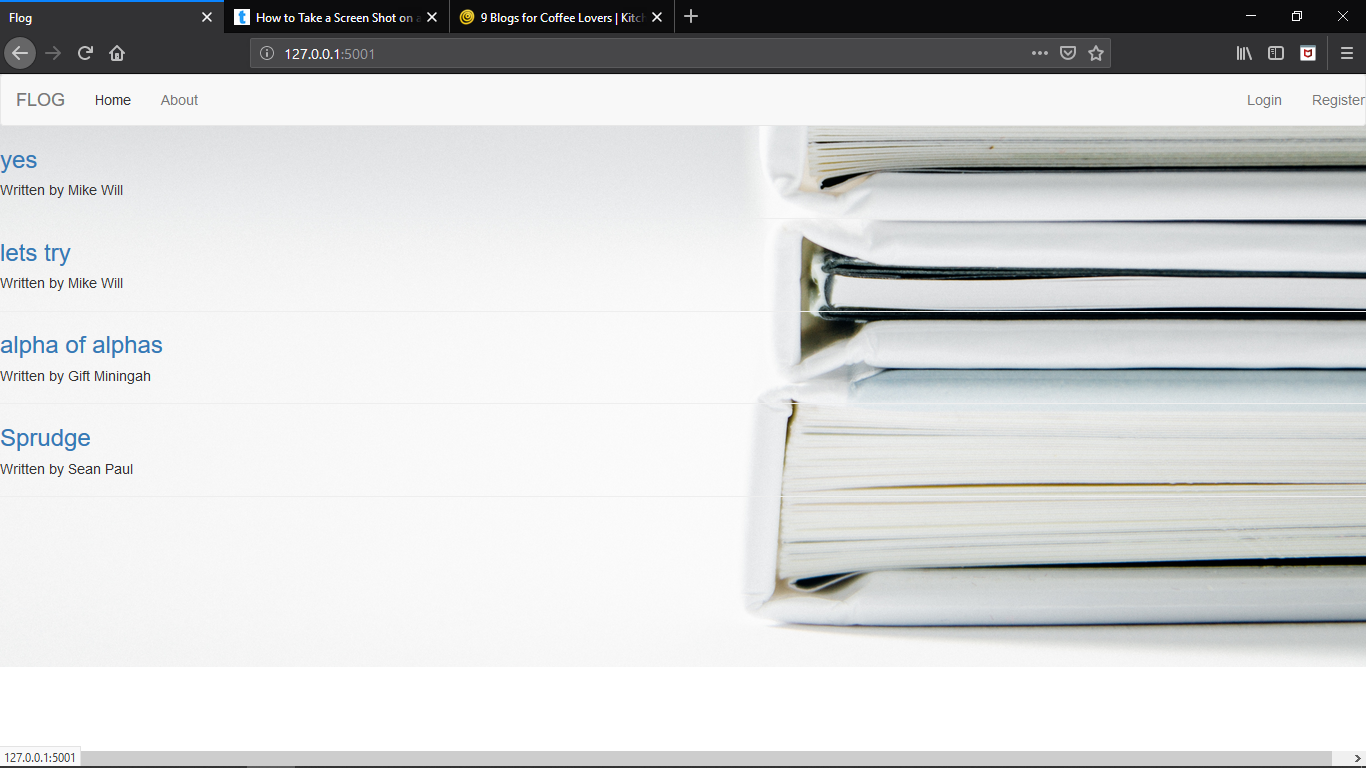 Flog
How to Take a Screen Shot on a
9 Blogs for Coffee Lovers | Kitch
127.0.0.1:5001
FLOG
Home
About
Login
Register
yes
Written by Mike Will
lets try
Written by Mike Will
alpha of alphas
Written by Gift Miningah
Sprudge
Written by Sean Paul
127.0.0.1:5001